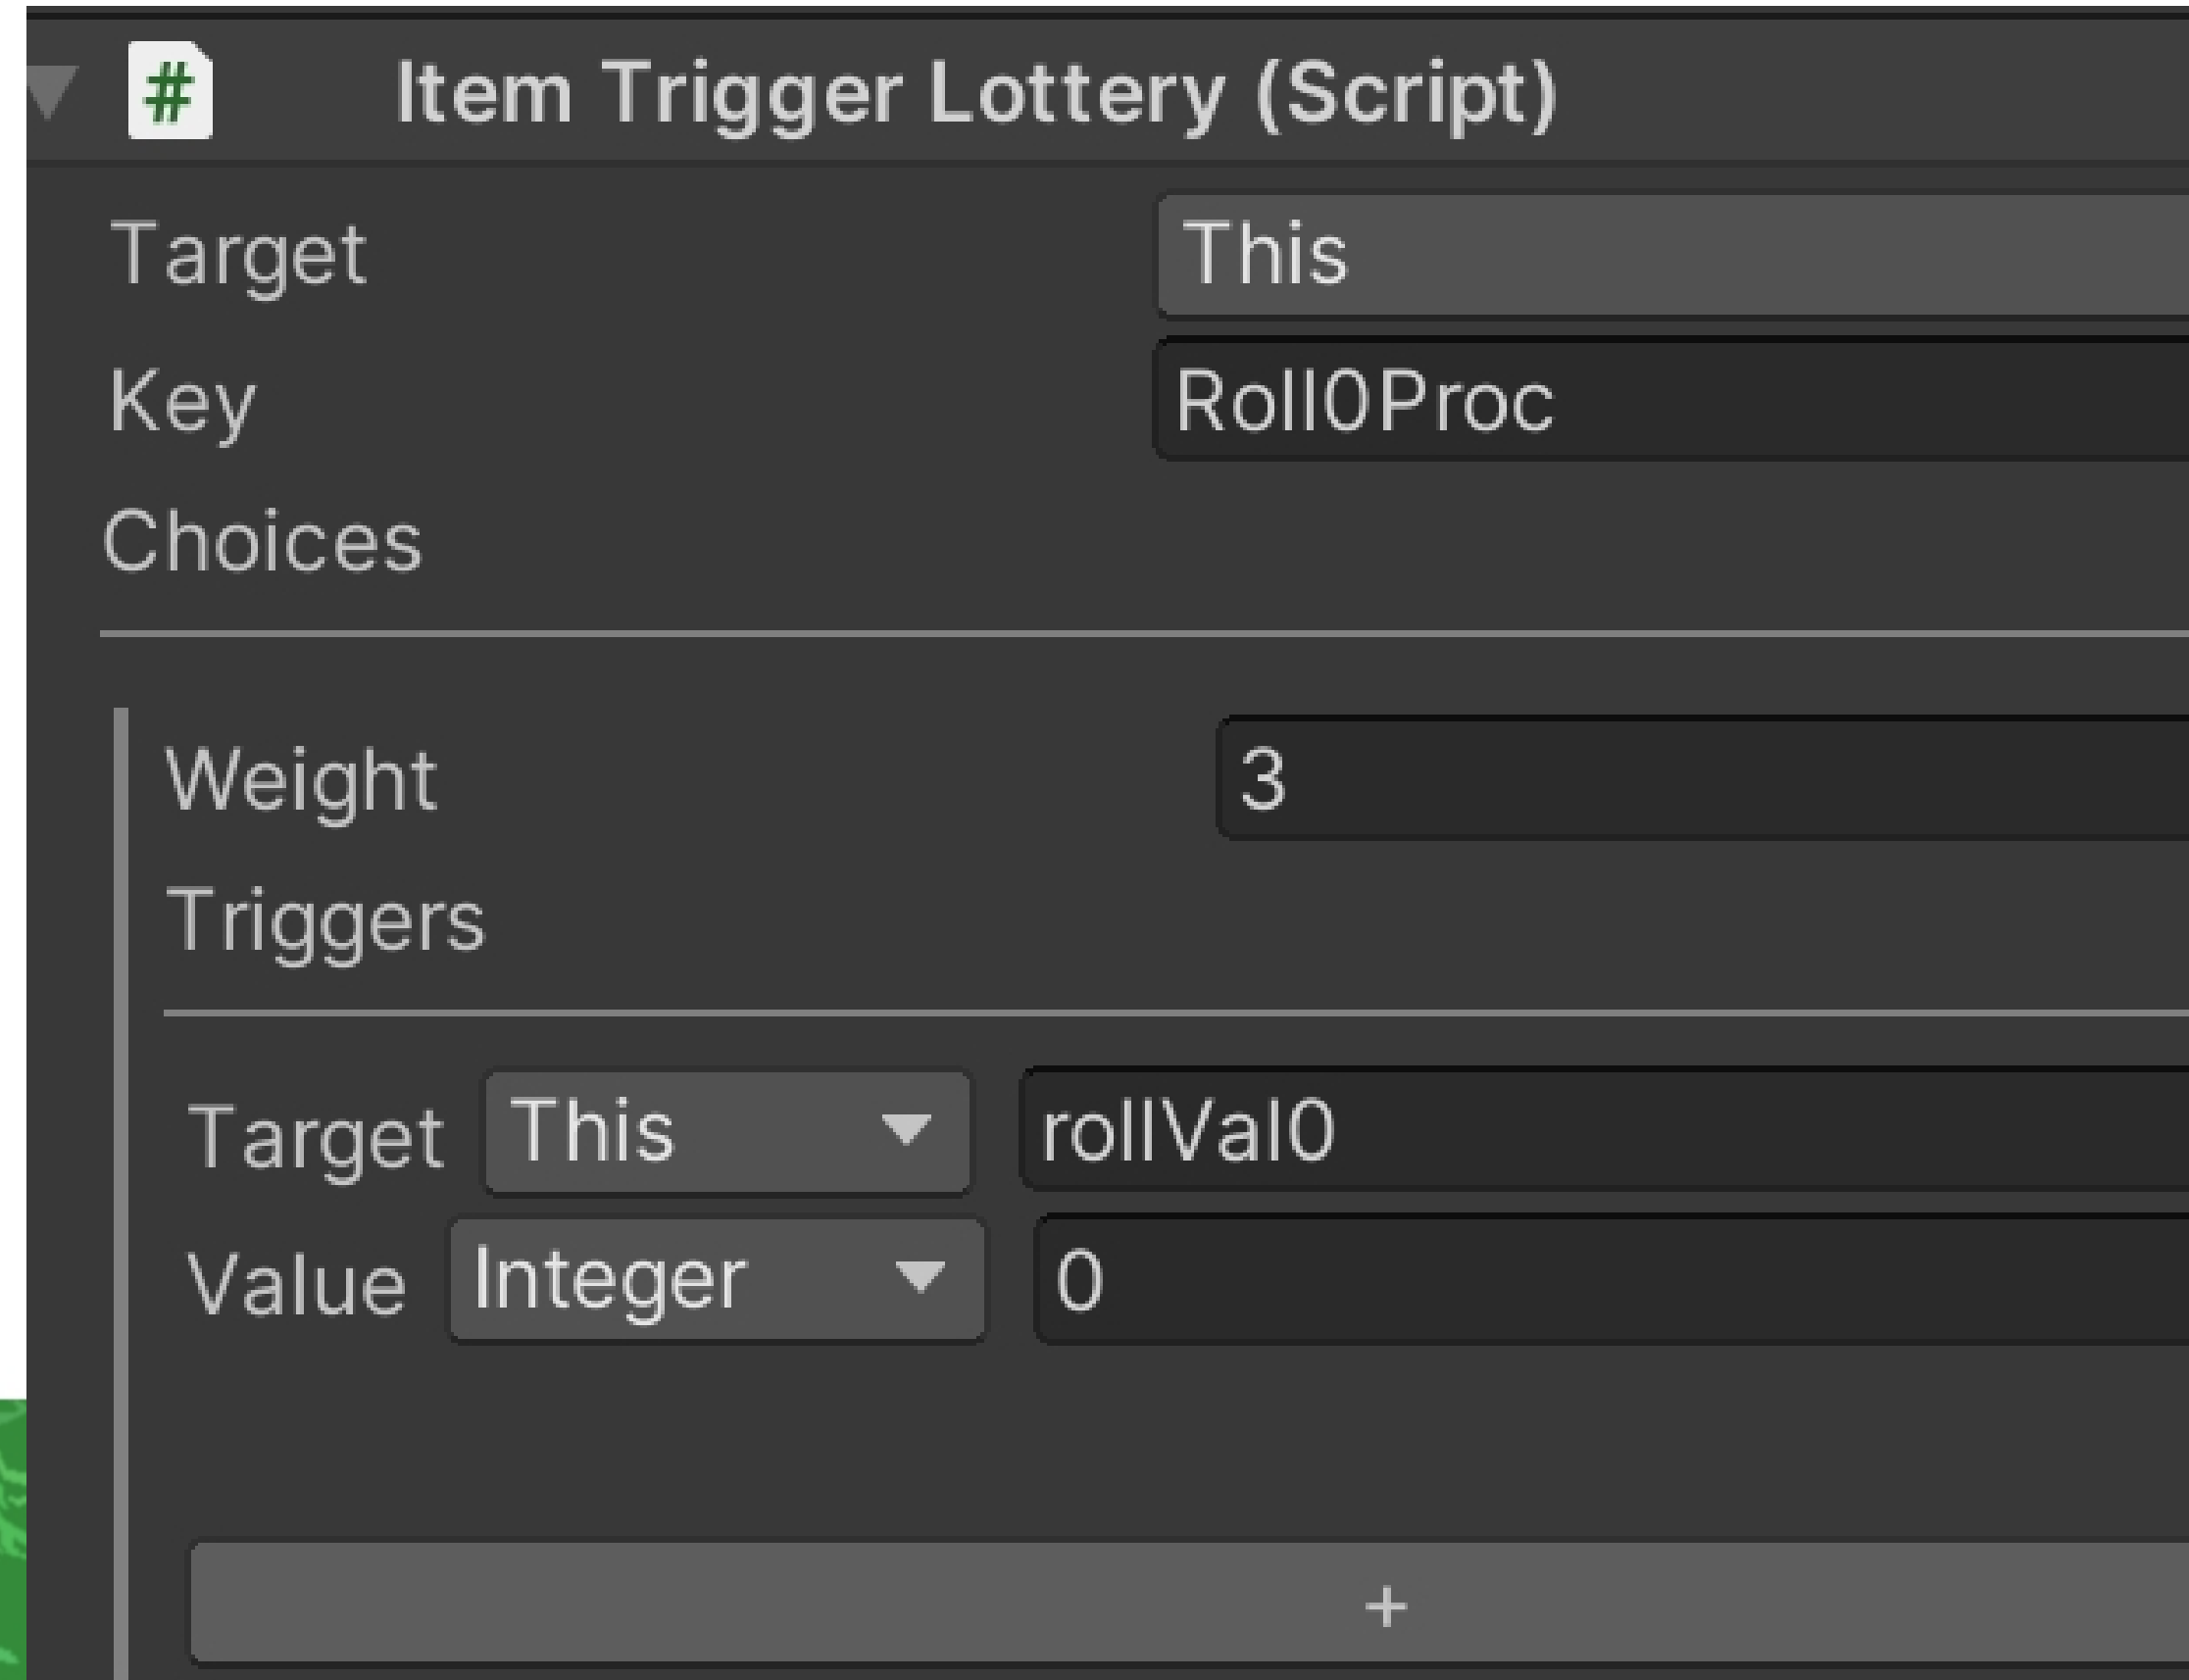 # Item Trigger Lottery (Script)
Target This
Key Roll0Proc
Choices
Weight 3
Triggers
Target This rollVal0
Value Integer 0
+